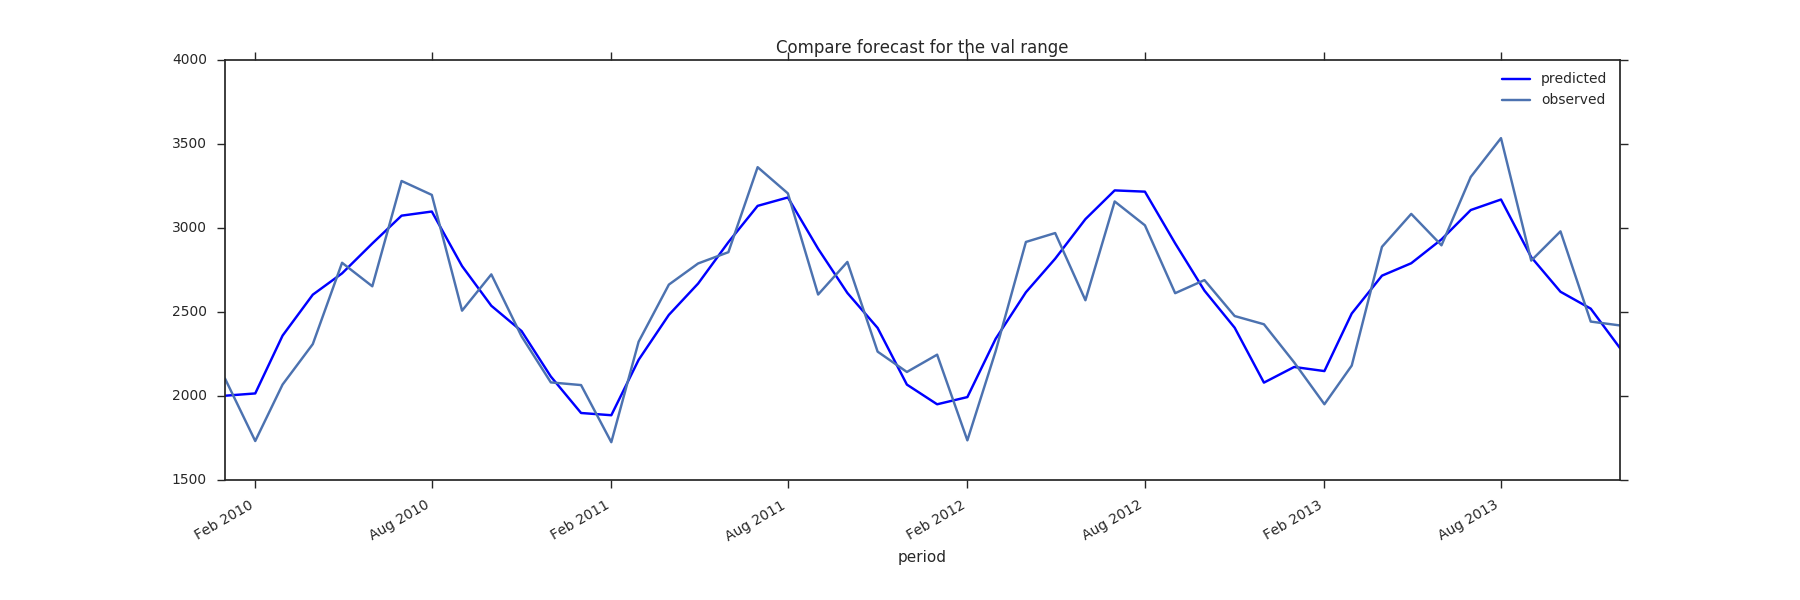 Compare forecast for the val range
4000
3500
3000
2500
2000
1500
predicted
observed
Feb 2010
Aug 2010
Feb 2011
Aug 2011
Feb 2012
Aug 2012
Feb 2013
Aug 2013
period